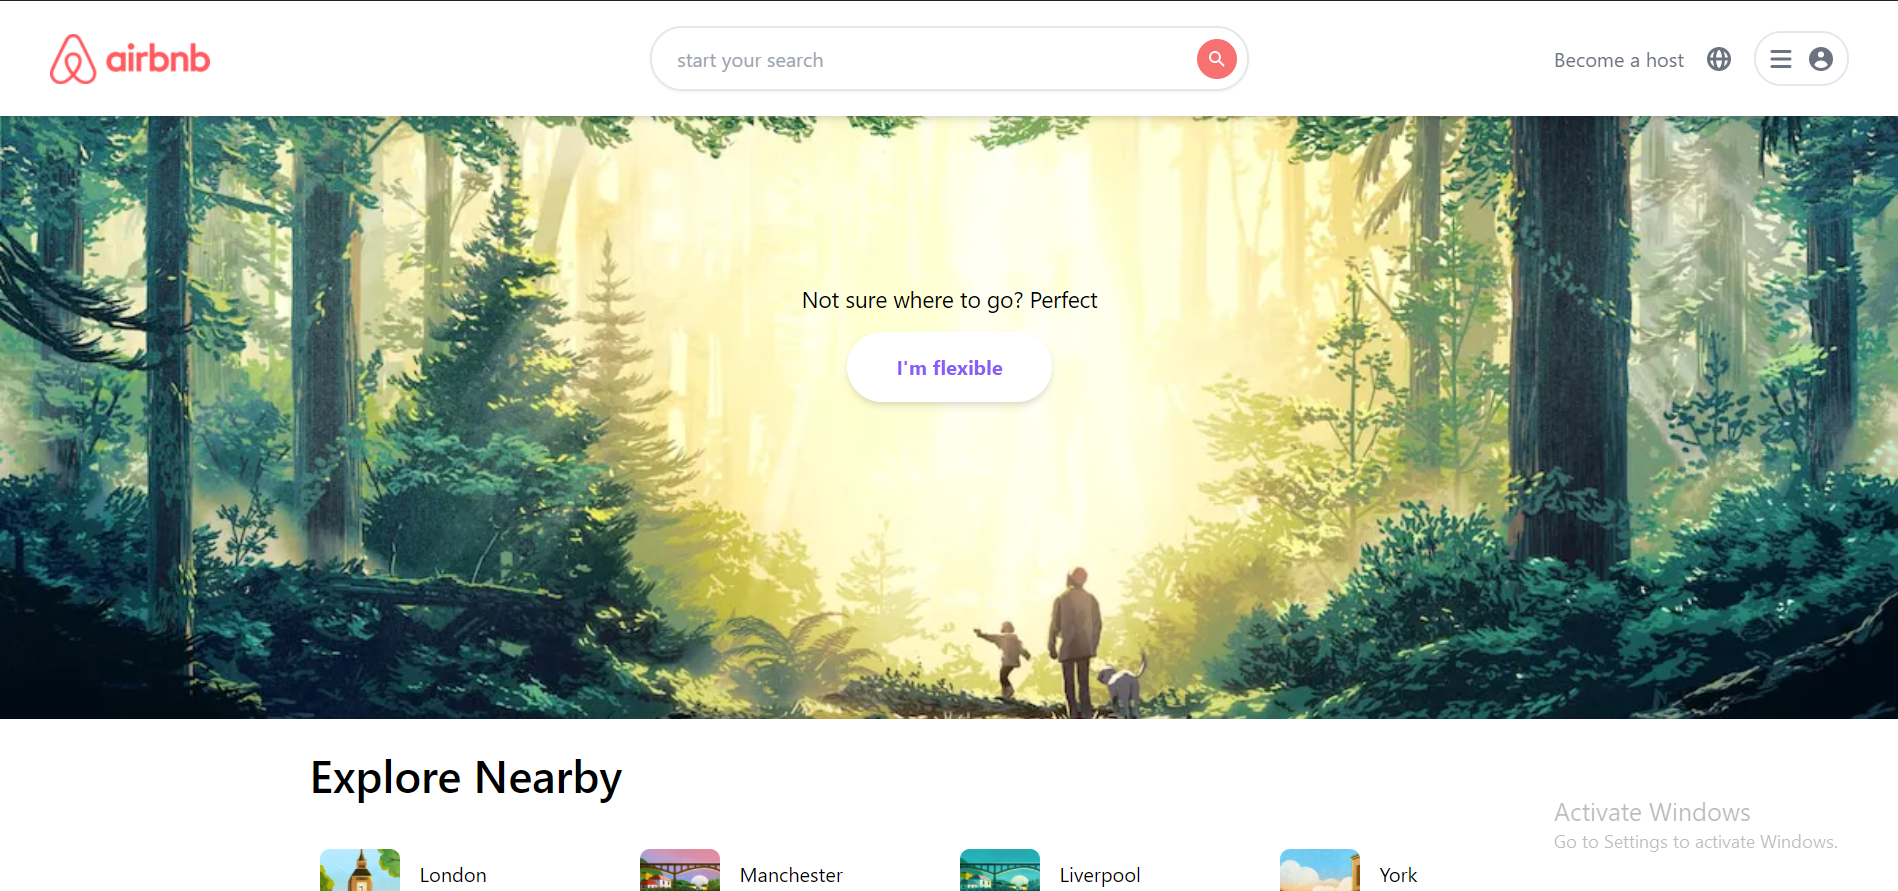 airbnb
start your search
Become a host
Not sure where to go? Perfect
I'm flexible
Explore Nearby
London
Manchester
Liverpool
York
Activate Windows
Go to Settings to activate Windows.